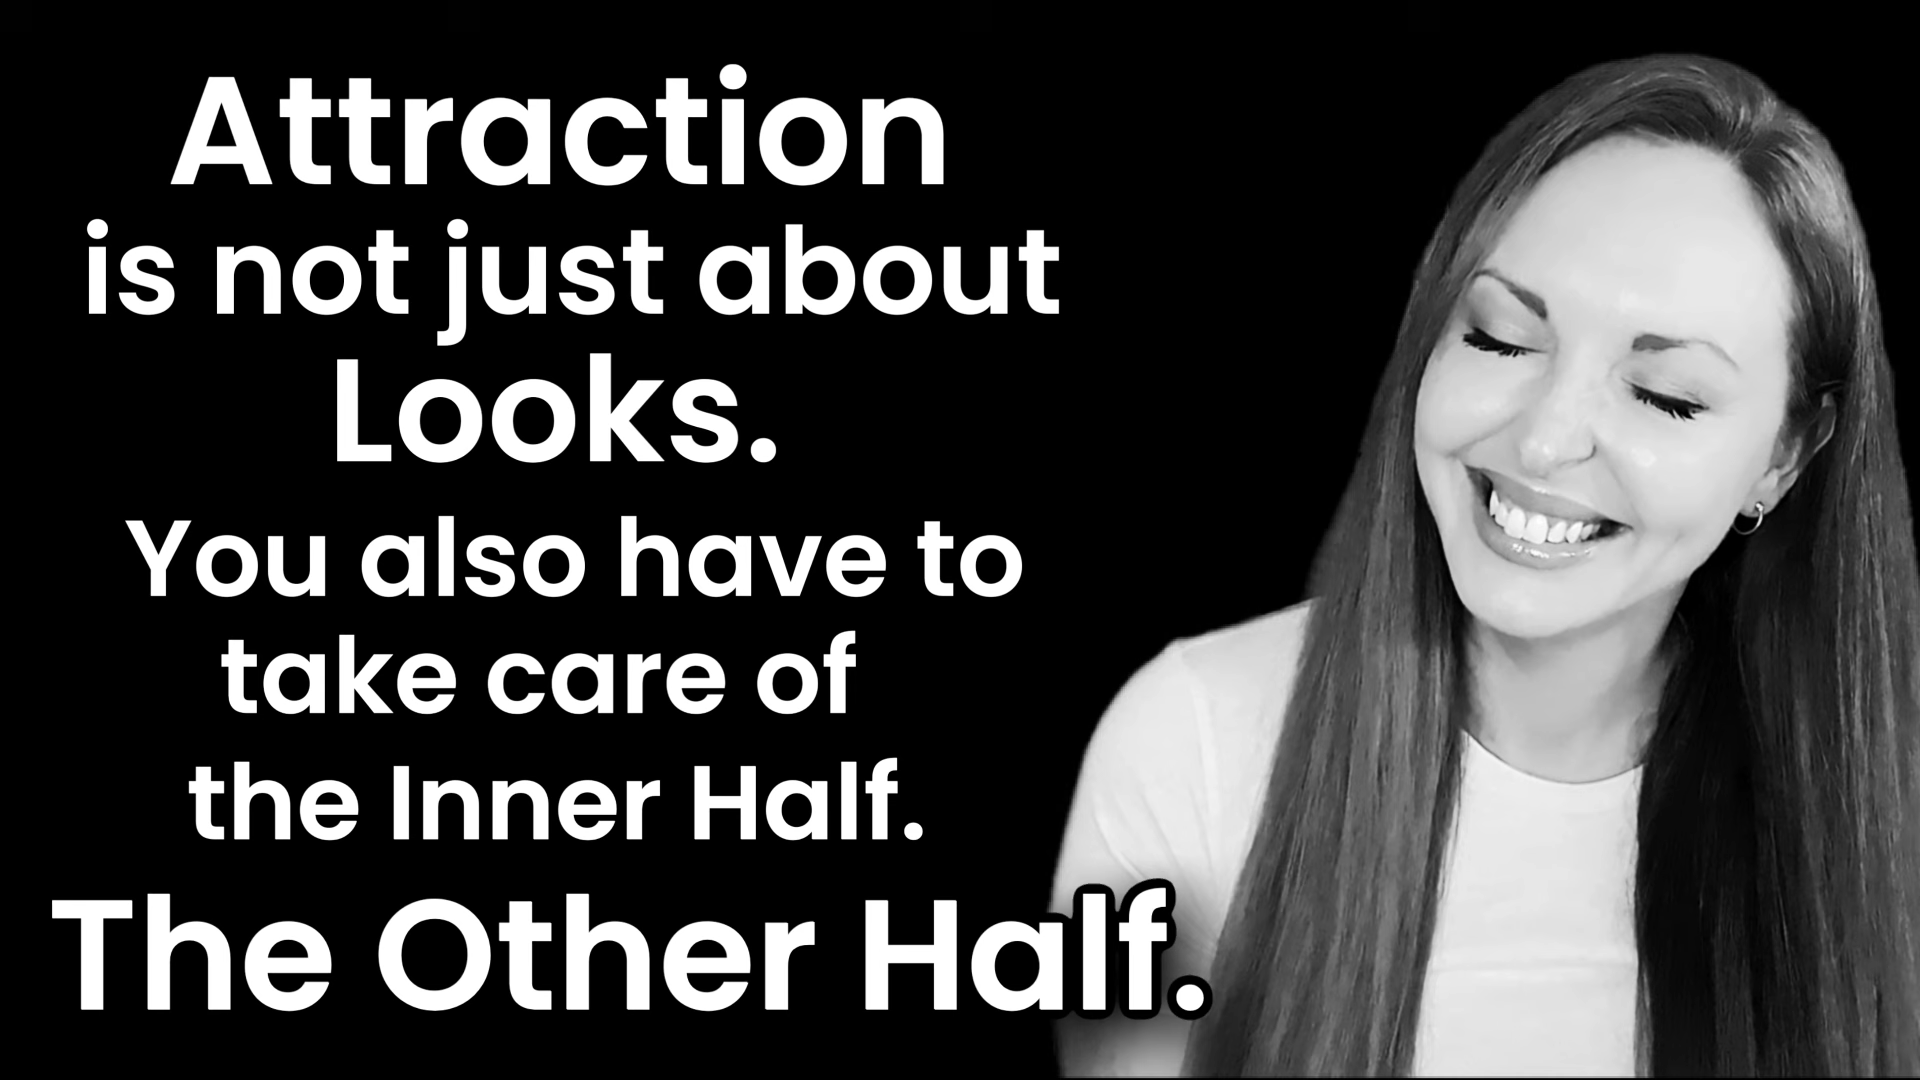 Attraction
is not just about
Looks.
You also have to
take care of
the Inner Half.
The Other Half.